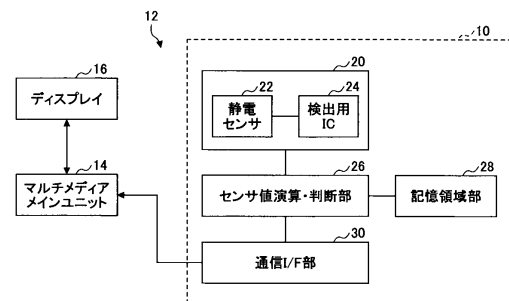 12
10
16
ディスプレイ
20
22
静電
センサ
24
検出用
IC
14
マルチメディア
メインユニット
26
センサ値演算・判断部
28
記憶領域部
30
通信I/F部